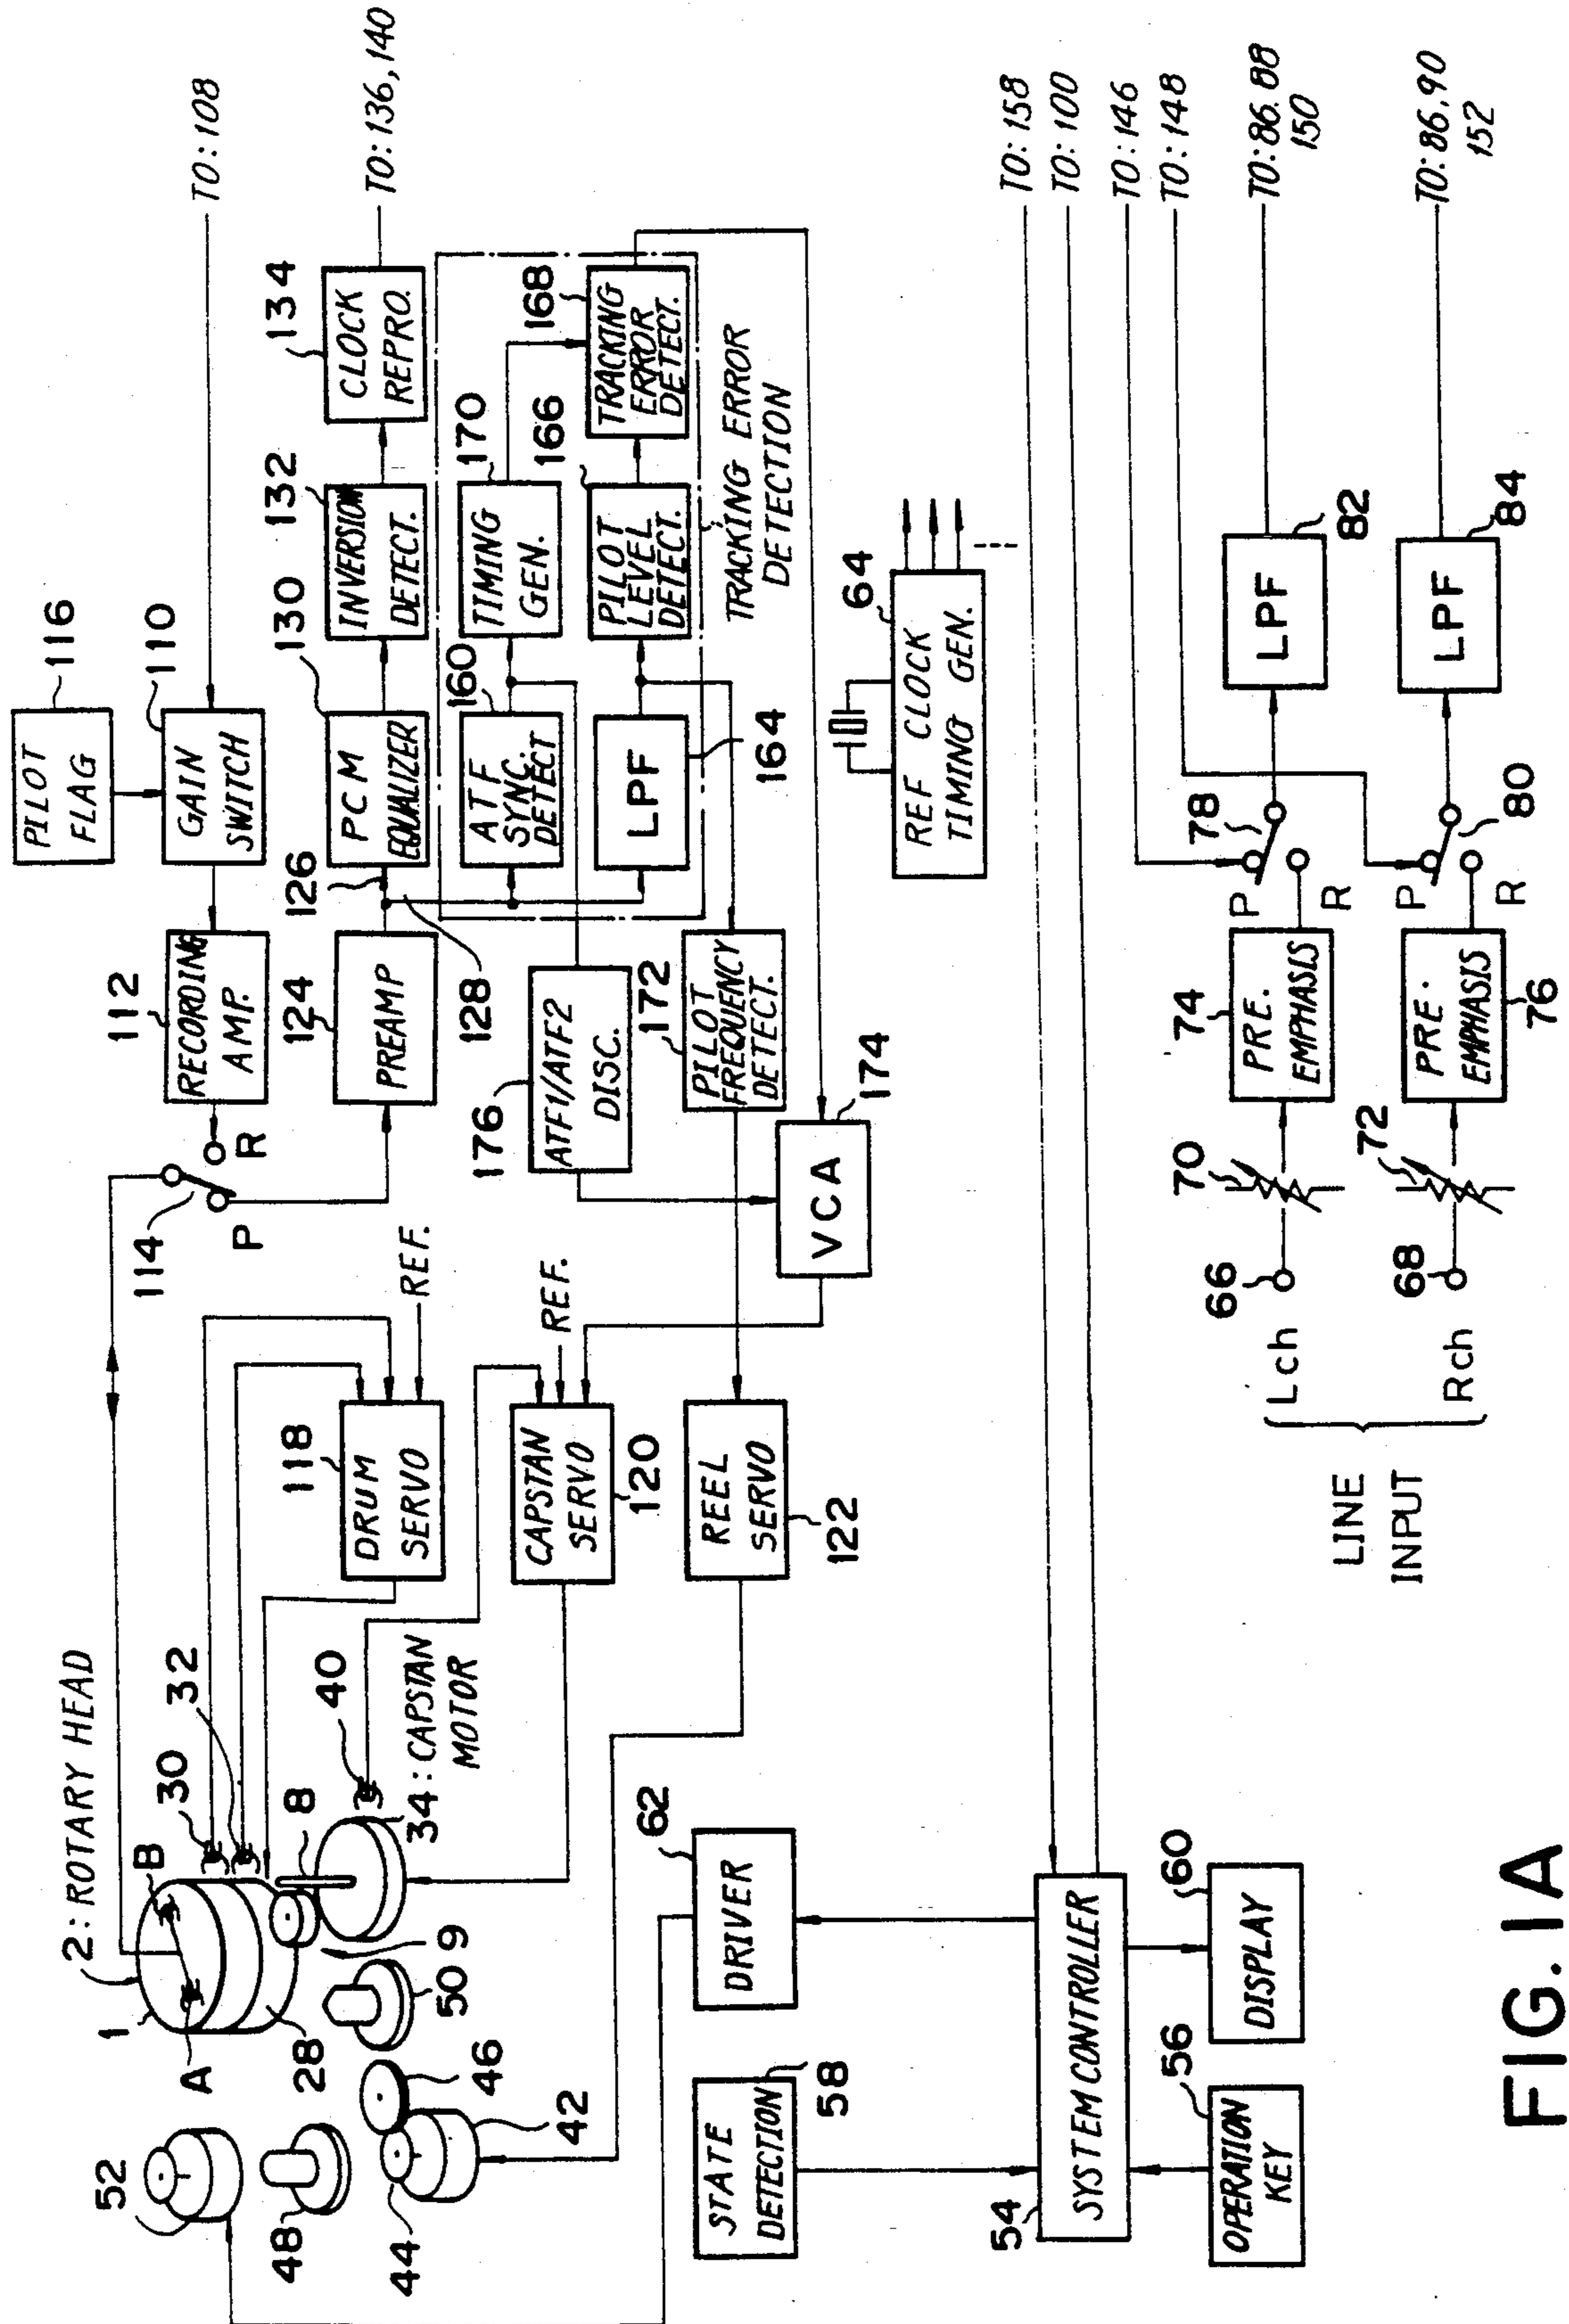 2: ROTARY HEAD
1
A
B
28
30
32
8
9
40
34: CAPSTAN
MOTOR
52
48
50
46
44
42
114
P
R
112
RECORDING
AMP.
110
GAIN
SWITCH
116
PILOT
FLAG
TO: 108
118
DRUM
SERVO
REF.
124
PREAMP
126
128
130
PCM
EQUALIZER
132
INVERSION
DETECT.
134
CLOCK
REPRO.
TO: 136, 140
120
CAPSTAN
SERVO
REF.
176
ATF1/ATF2
DISC.
160
ATF
SYNC.
DETECT
170
TIMING
GEN.
164
LPF
166
PILOT
LEVEL
DETECT.
168
TRACKING
ERROR
DETECT.
TRACKING ERROR
DETECTION
122
REEL
SERVO
172
PILOT
FREQUENCY
DETECT.
174
VCA
64
REF CLOCK
TIMING GEN.
62
DRIVER
58
STATE
DETECTION
54
SYSTEM CONTROLLER
56
OPERATION
KEY
60
DISPLAY
TO: 158
TO: 100
TO: 146
TO: 148
LINE
INPUT
Lch
66
70
74
PRE.
EMPHASIS
P
R
78
82
LPF
TO: 86, 88
150
Rch
68
72
76
PRE.
EMPHASIS
P
R
80
84
LPF
TO: 86, 90
152
FIG. 1A